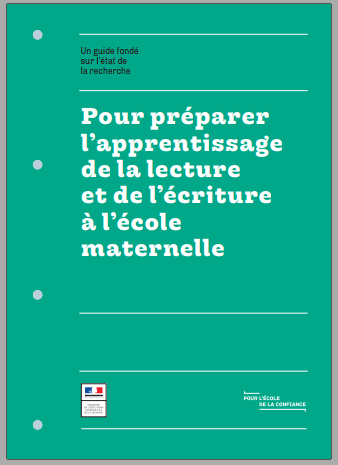 Un guide fondé
sur l'état de
la recherche
Pour préparer
l'apprentissage
de la lecture
et de l'écriture
à l'école
maternelle
POUR L'ÉCOLE
DE LA CONFIANCE